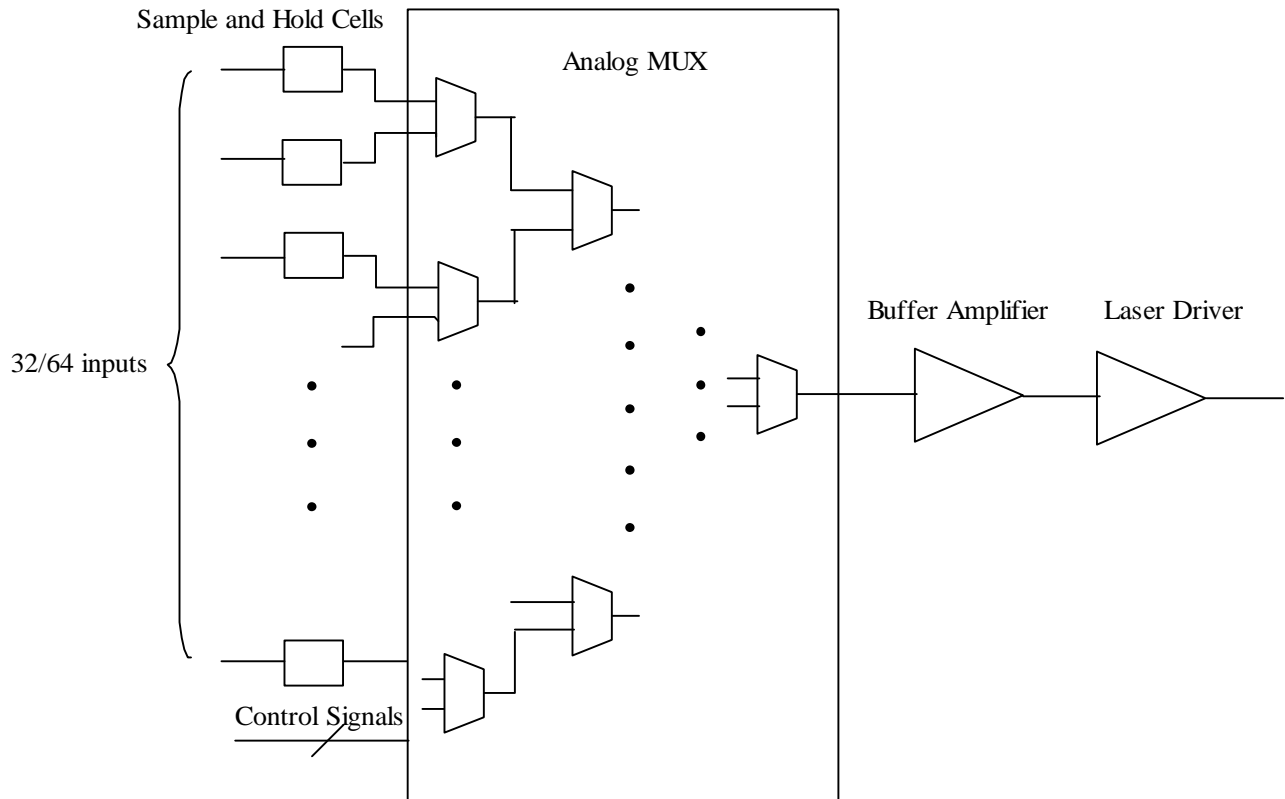 Sample and Hold Cells
Analog MUX
Buffer Amplifier
Laser Driver
32/64 inputs
Control Signals